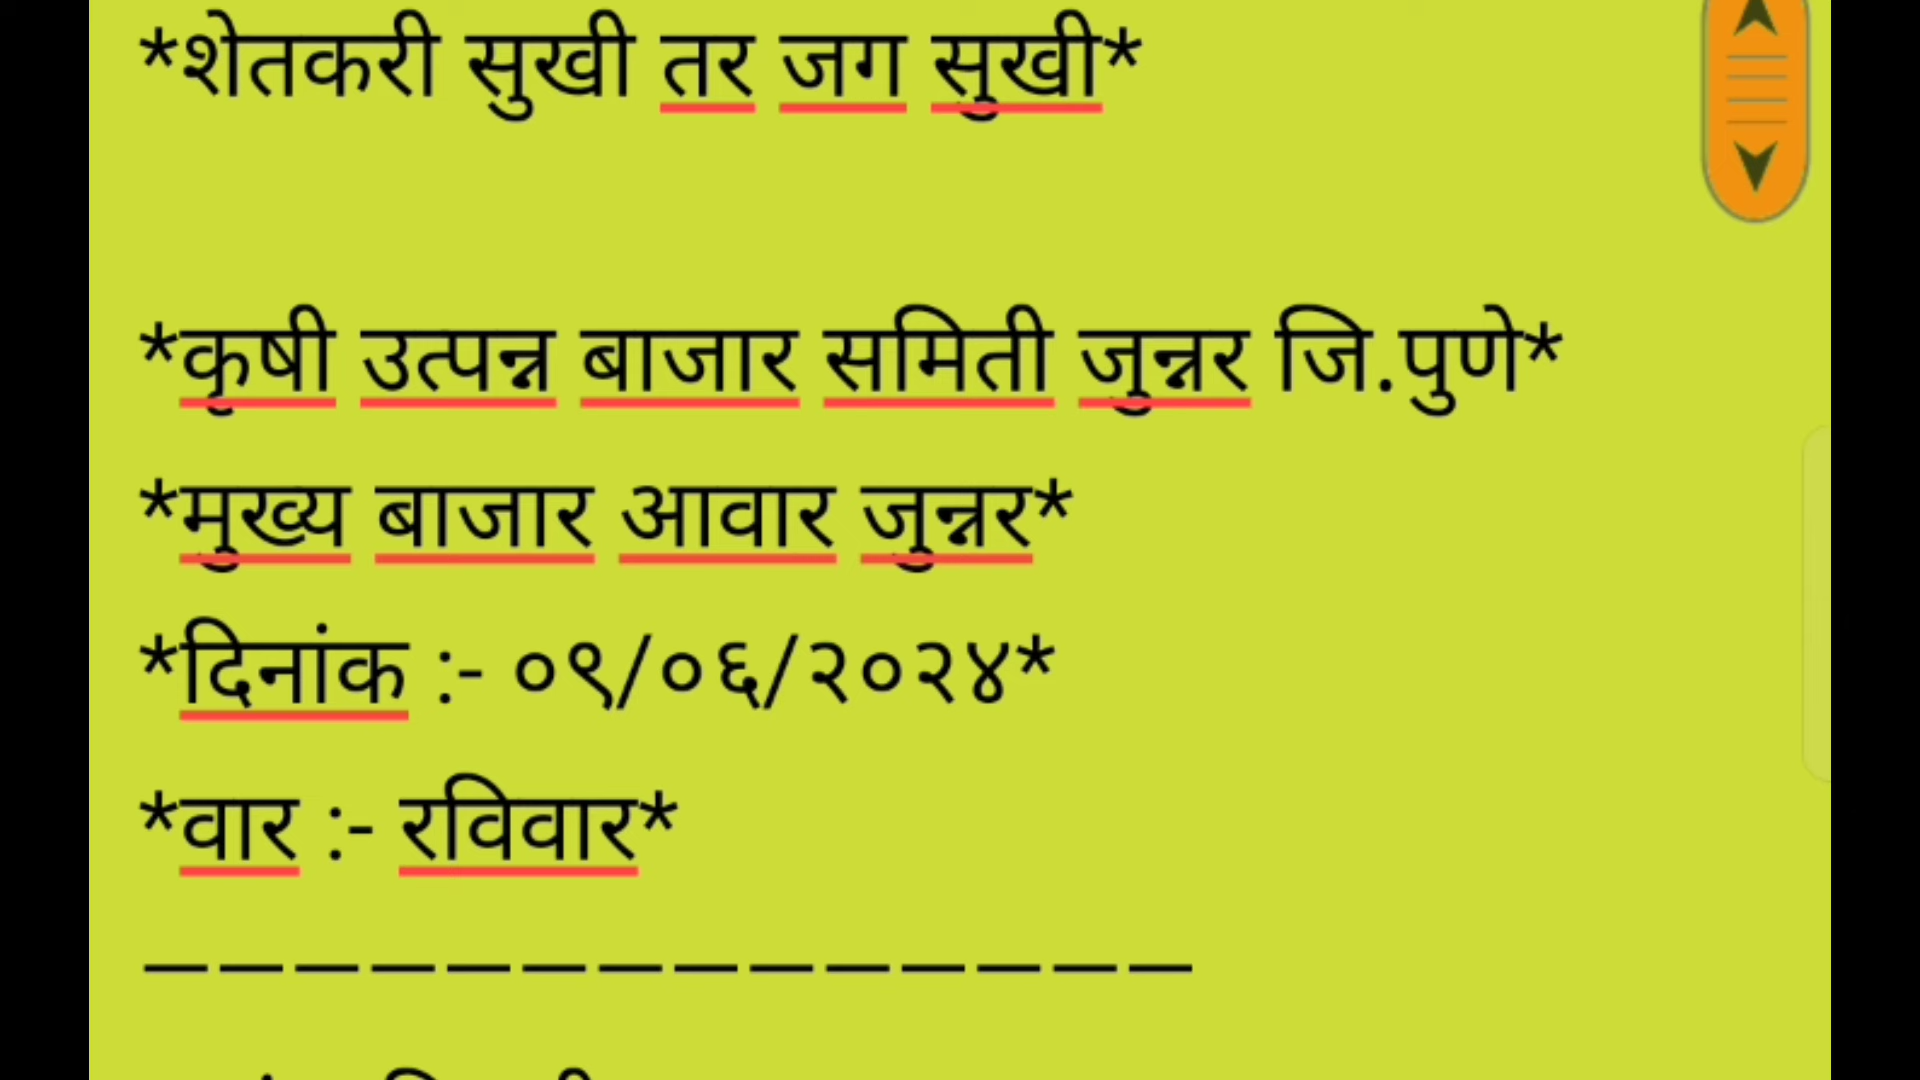 *शेतकरी सुखी तर जग सुखी*
*कृषी उत्पन्न बाजार समिती जुन्नर जि.पुणे*
*मुख्य बाजार आवार जुन्नर*
*दिनांक :- ०९/०६/२०२४*
*वार :- रविवार*
——————————————